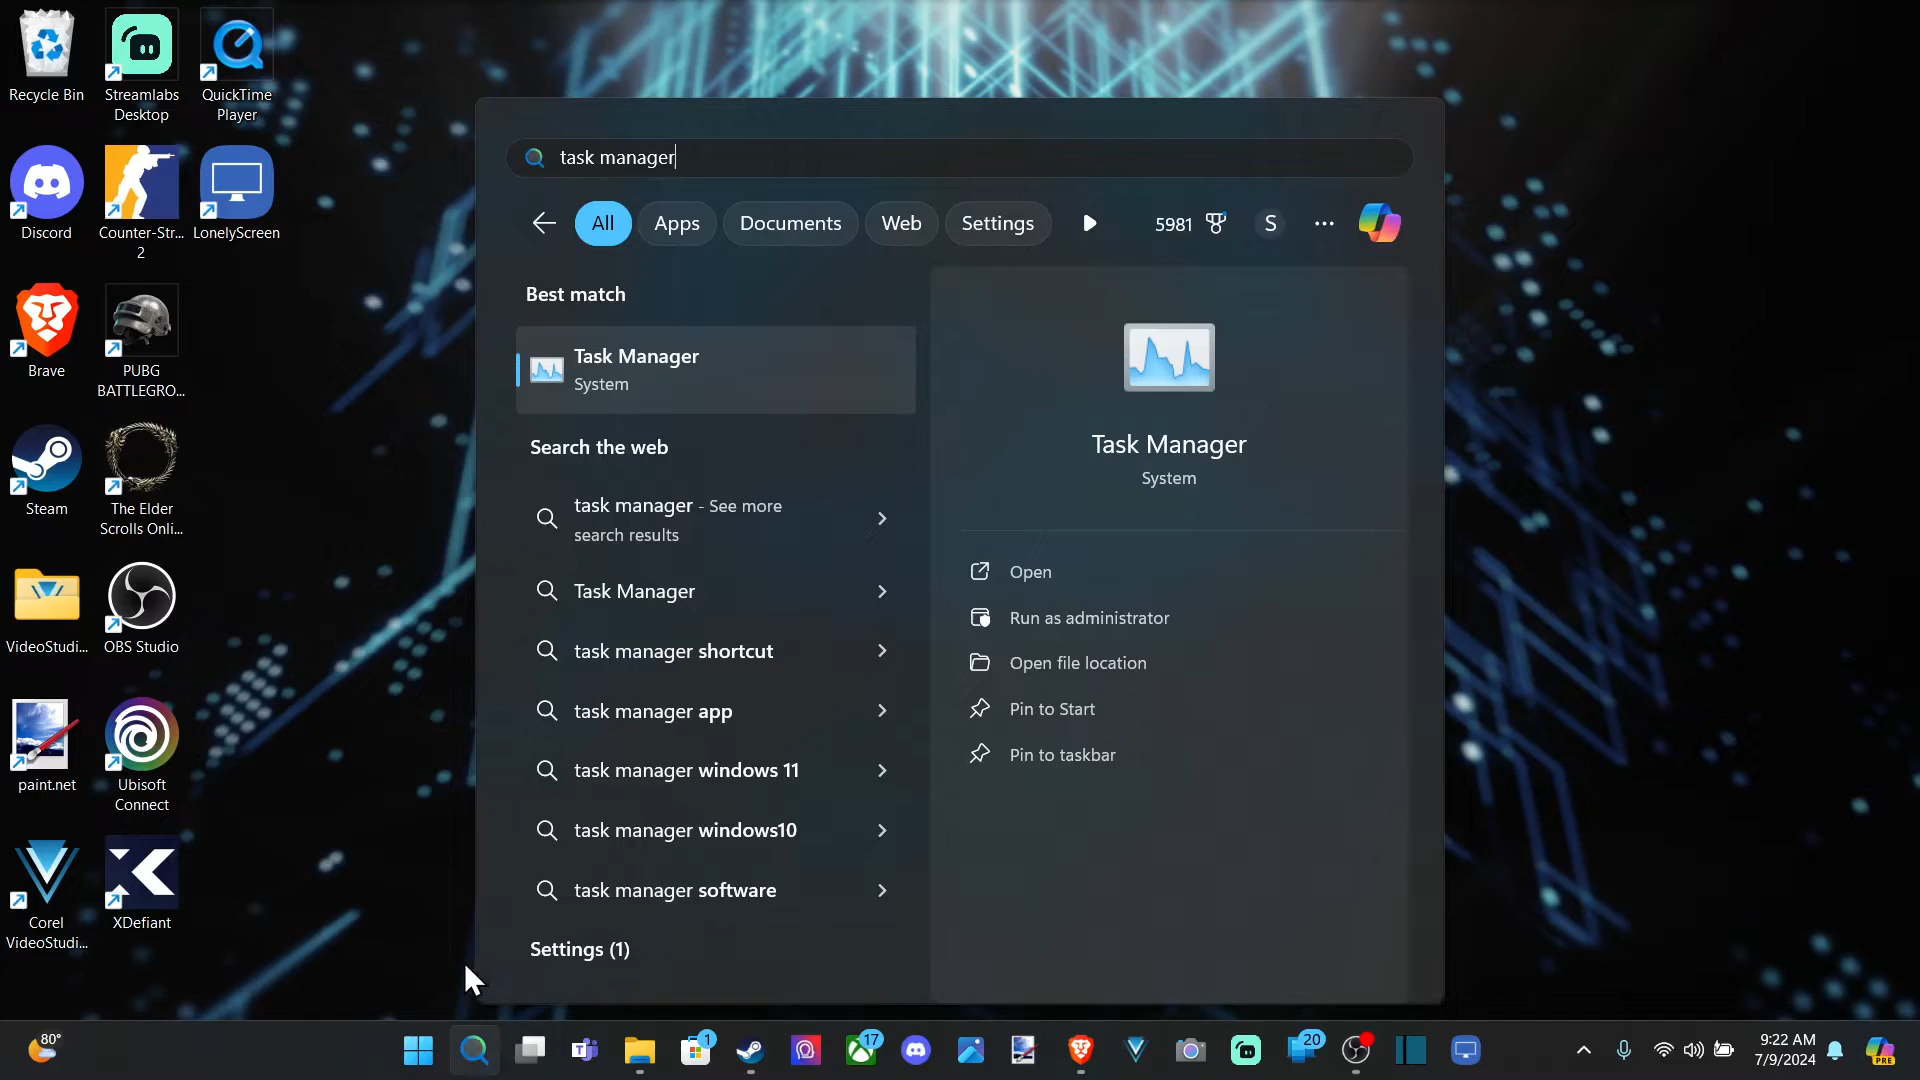 Recycle Bin
Streamlabs
Desktop
QuickTime
Player
Discord
Counter-Str...
2
LonelyScreen
Brave
PUBG
BATTLEGRO...
Steam
The Elder
Scrolls Onli...
VideoStudi...
OBS Studio
paint.net
Ubisoft
Connect
Corel
VideoStudi...
XDefiant
task manager
All
Apps
Documents
Web
Settings
5981
S
Best match
Task Manager
System
Search the web
task manager - See more
search results
Task Manager
task manager shortcut
task manager app
task manager windows 11
task manager windows10
task manager software
Settings (1)
Task Manager
System
Open
Run as administrator
Open file location
Pin to Start
Pin to taskbar
80°
1
17
20
9:22 AM
7/9/2024
PRE